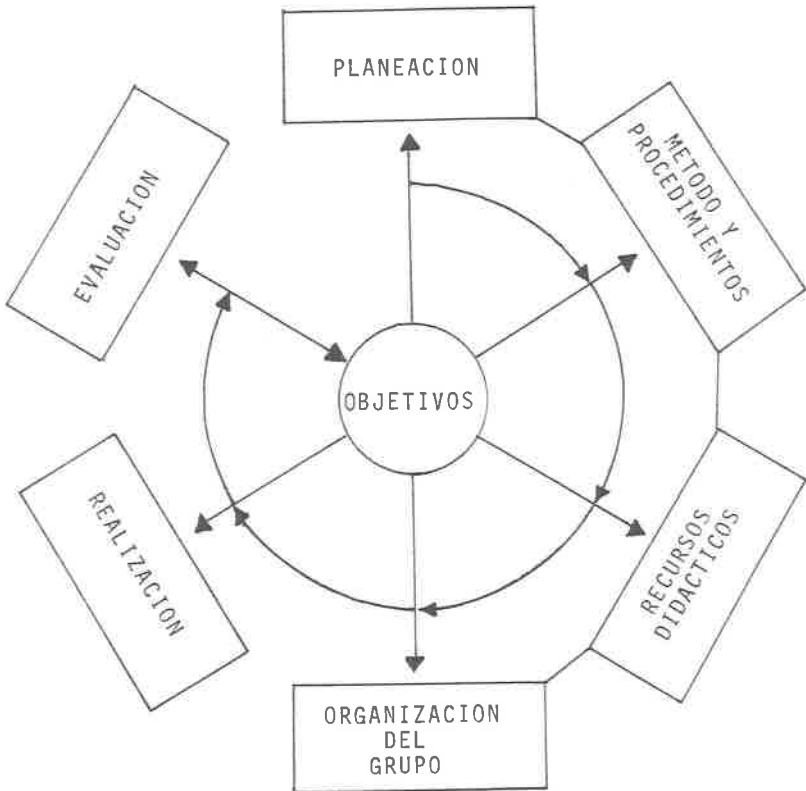 PLANEACION
METODO Y
PROCEDIMIENTOS
RECURSOS
DIDACTICOS
ORGANIZACION
DEL
GRUPO
REALIZACION
EVALUACION
OBJETIVOS